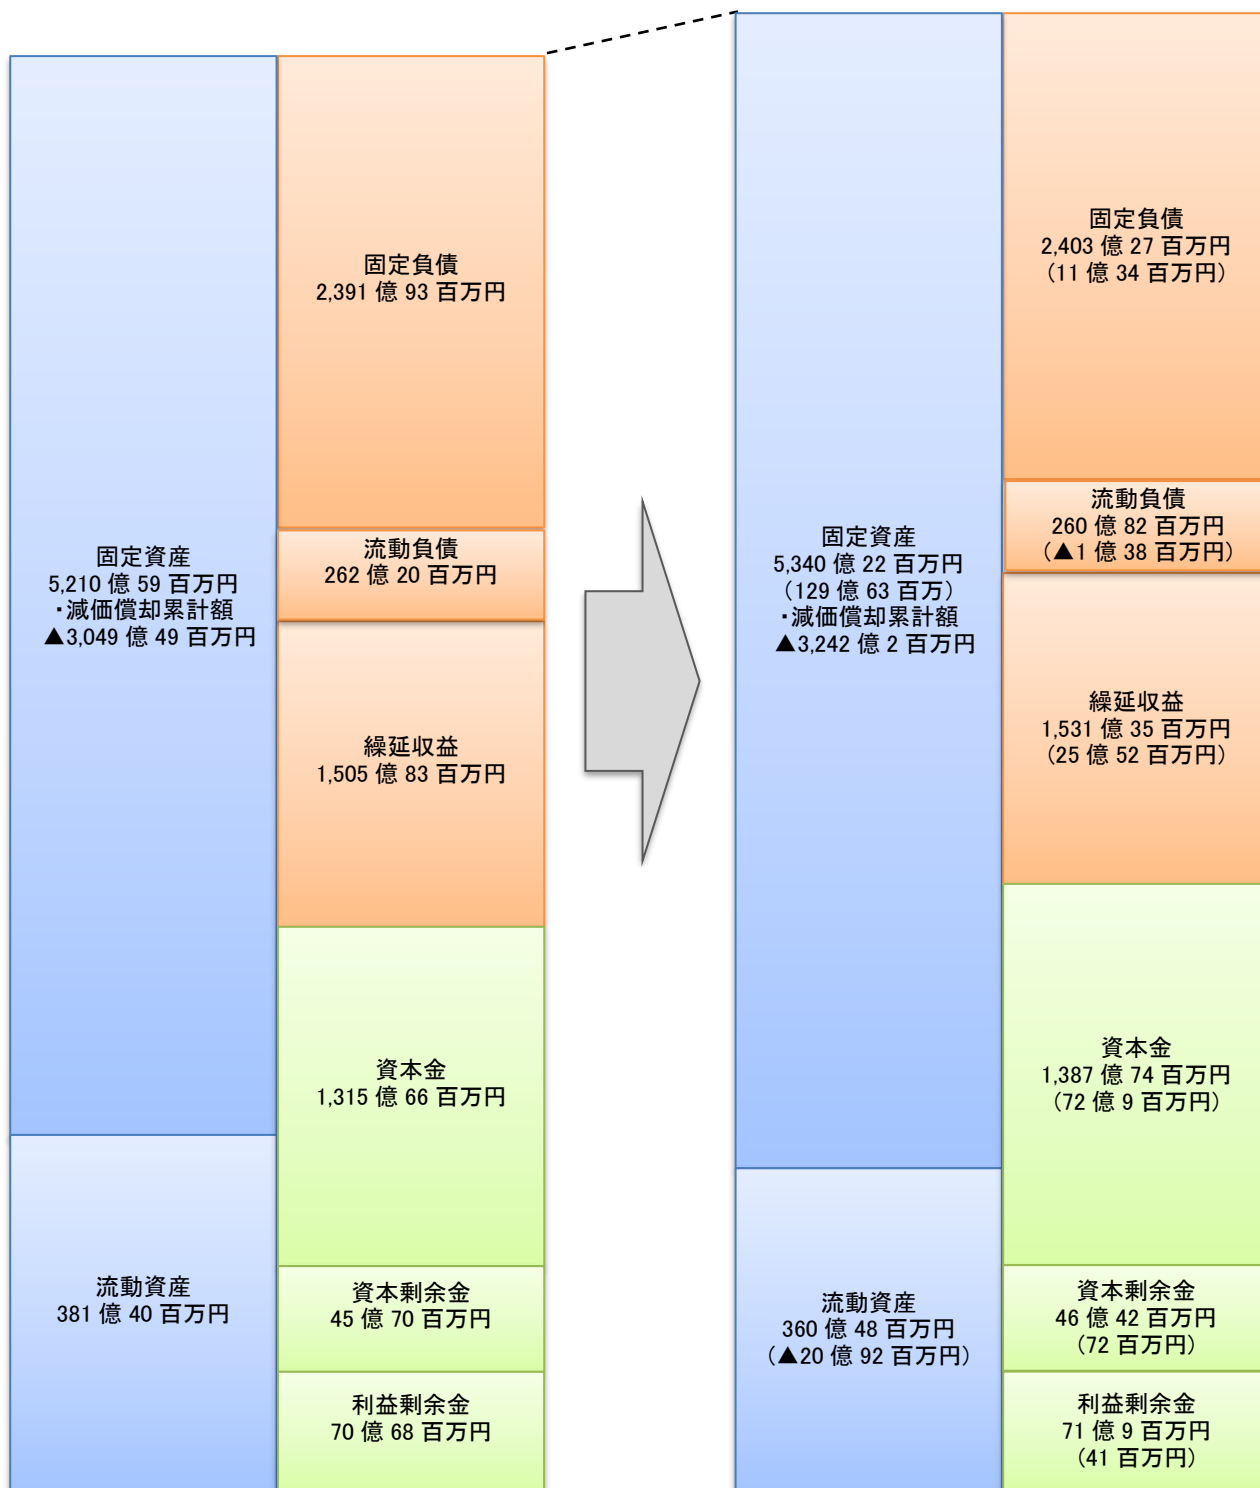 固定資産
5,210 億 59 百万円
・減価償却累計額
▲3,049 億 49 百万円
流動資産
381 億 40 百万円
固定負債
2,391 億 93 百万円
流動負債
262 億 20 百万円
繰延収益
1,505 億 83 百万円
資本金
1,315 億 66 百万円
資本剰余金
45 億 70 百万円
利益剰余金
70 億 68 百万円
固定資産
5,340 億 22 百万円
(129 億 63 百万)
・減価償却累計額
▲3,242 億 2 百万円
流動資産
360 億 48 百万円
(▲20 億 92 百万円)
固定負債
2,403 億 27 百万円
(11 億 34 百万円)
流動負債
260 億 82 百万円
(▲1 億 38 百万円)
繰延収益
1,531 億 35 百万円
(25 億 52 百万円)
資本金
1,387 億 74 百万円
(72 億 9 百万円)
資本剰余金
46 億 42 百万円
(72 百万円)
利益剰余金
71 億 9 百万円
(41 百万円)